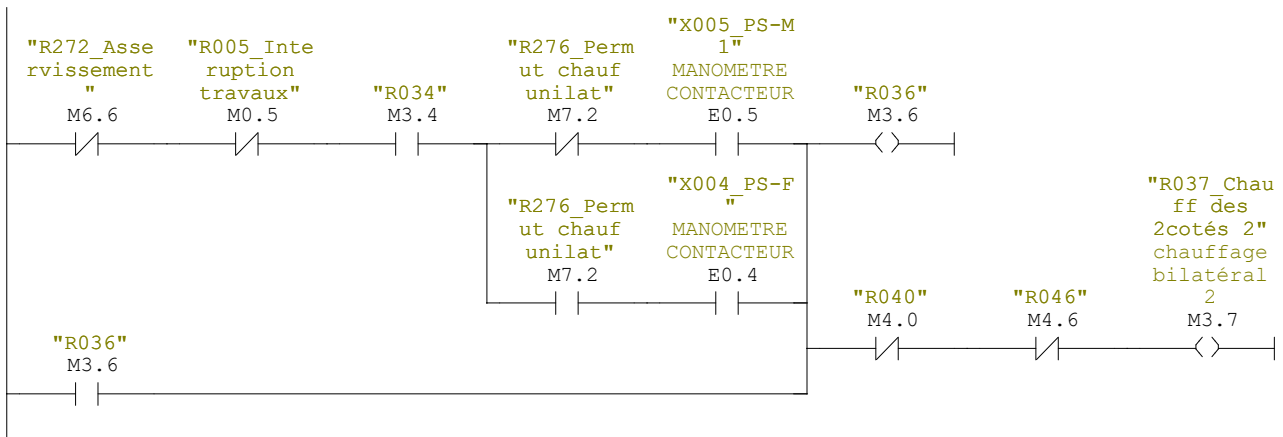 "X005_PS-M
1"
"R272_Asse
rvissement
"
"R005_Inte
ruption
travaux"
"R276_Perm
ut chauf
unilat"
MANOMETRE
CONTACTEUR
"R034"
"R036"
M6.6
M0.5
M3.4
M7.2
E0.5
M3.6
"X004_PS-F
"
"R276_Perm
ut chauf
unilat"
MANOMETRE
CONTACTEUR
M7.2
E0.4
"R037_Chau
ff des
2cotés 2"
chauffage
bilatéral
2
"R040"
"R046"
M4.0
M4.6
M3.7
"R036"
M3.6